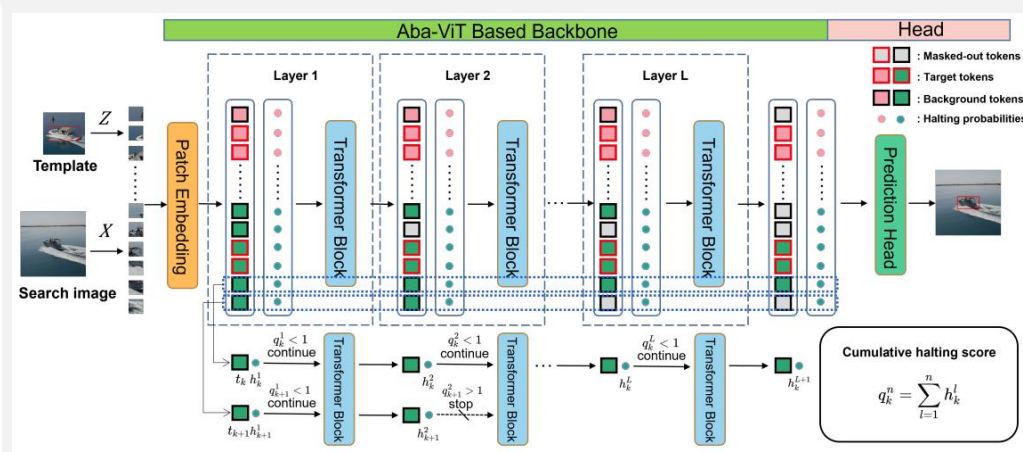 Aba-ViT Based Backbone
Head
: Masked-out tokens
: Target tokens
: Background tokens
: Halting probabilities
Layer 1
Layer 2
Layer L
Z
Template
X
Search image
Patch Embedding
Transformer Block
Transformer Block
...
Transformer Block
...
Prediction Head
q_k^1 < 1
continue
q_k^2 < 1
continue
q_k^L < 1
continue
t_k h_k^1
h_k^2
...
h_k^L
h_k^{L+1}
Transformer Block
Transformer Block
Transformer Block
q_{k+1}^1 < 1
continue
q_{k+1}^2 > 1
stop
t_{k+1} h_{k+1}^1
h_{k+1}^2
Cumulative halting score
q_k^n = \sum_{l=1}^{n} h_k^l